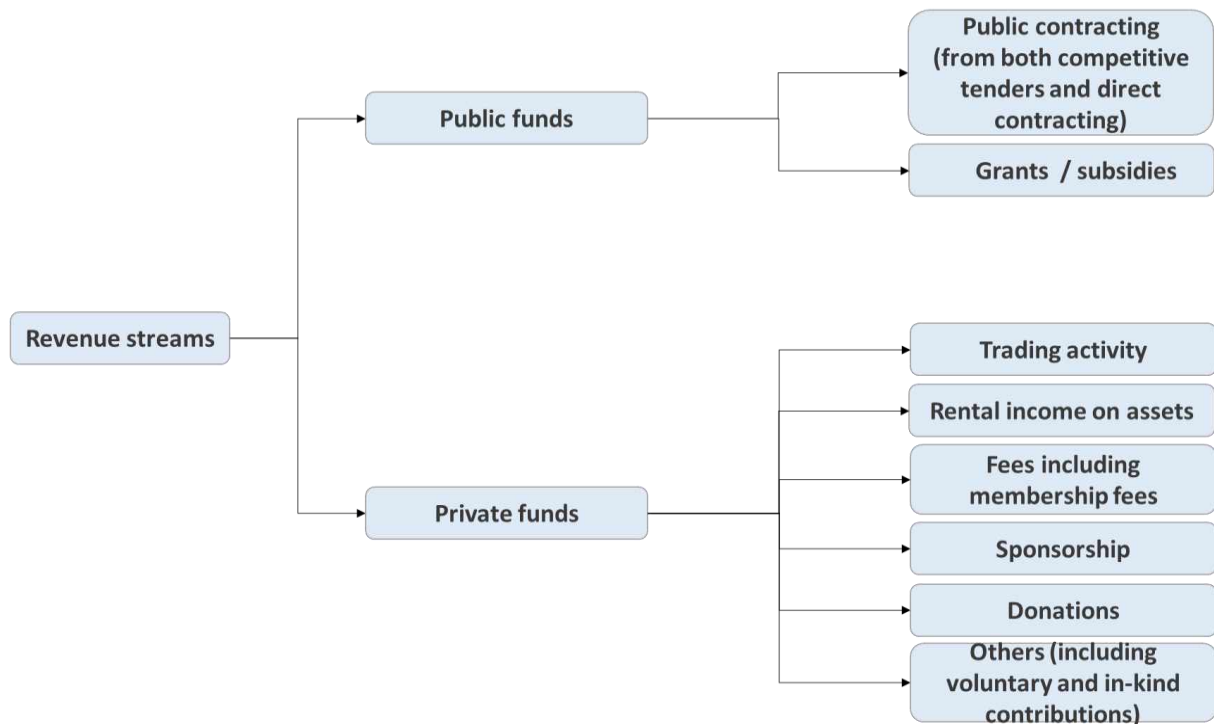 Public contracting
(from both competitive
tenders and direct
contracting)
Public funds
Grants / subsidies
Revenue streams
Trading activity
Rental income on assets
Fees including
membership fees
Private funds
Sponsorship
Donations
Others (including
voluntary and in-kind
contributions)